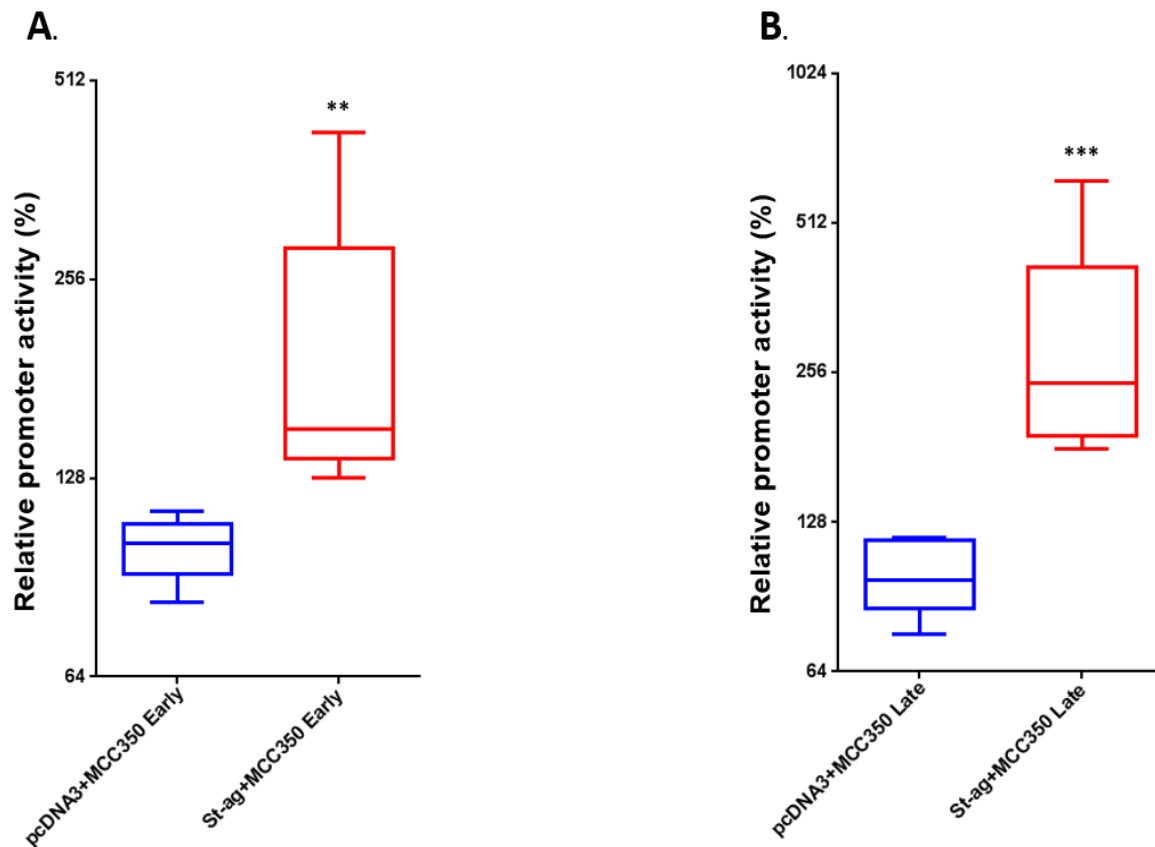 A.
512
256
128
64
Relative promoter activity (%)
**
pcDNA3+MCC350 Early
St-ag+MCC350 Early
B.
1024
512
256
128
64
Relative promoter activity (%)
***
pcDNA3+MCC350 Late
St-ag+MCC350 Late